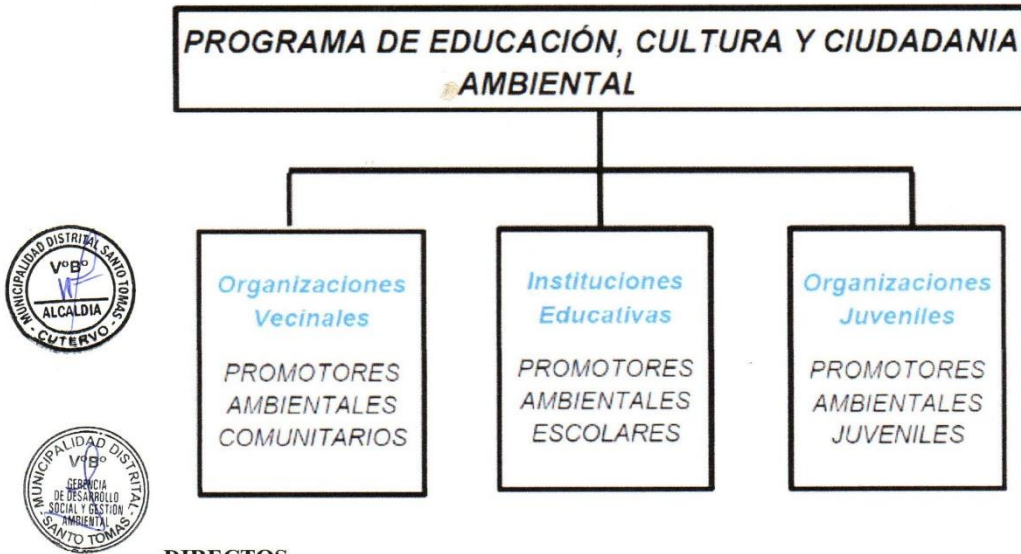 PROGRAMA DE EDUCACIÓN, CULTURA Y CIUDADANIA
AMBIENTAL
Organizaciones
Vecinales
PROMOTORES
AMBIENTALES
COMUNITARIOS
Instituciones
Educativas
PROMOTORES
AMBIENTALES
ESCOLARES
Organizaciones
Juveniles
PROMOTORES
AMBIENTALES
JUVENILES
MUNICIPALIDAD DISTRITAL SANTO TOMAS
VºBº
ALCALDIA
- CUTERVO -
MUNICIPALIDAD DISTRITAL
VºBº
GERENCIA
DE DESARROLLO
SOCIAL Y GESTIÓN
AMBIENTAL
SANTO TOMAS
DIRECTOS